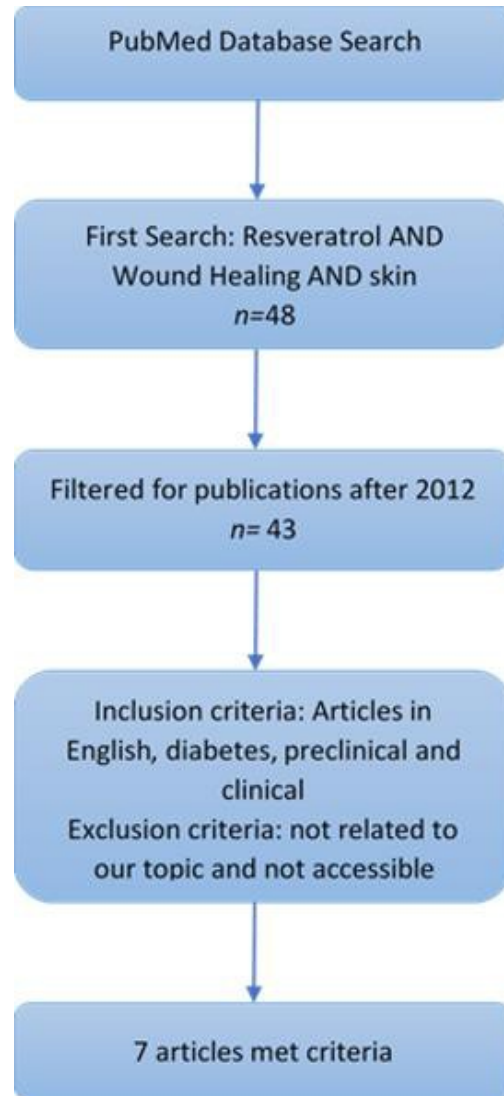 PubMed Database Search
First Search: Resveratrol AND
Wound Healing AND skin
n=48
Filtered for publications after 2012
n= 43
Inclusion criteria: Articles in
English, diabetes, preclinical and
clinical
Exclusion criteria: not related to
our topic and not accessible
7 articles met criteria